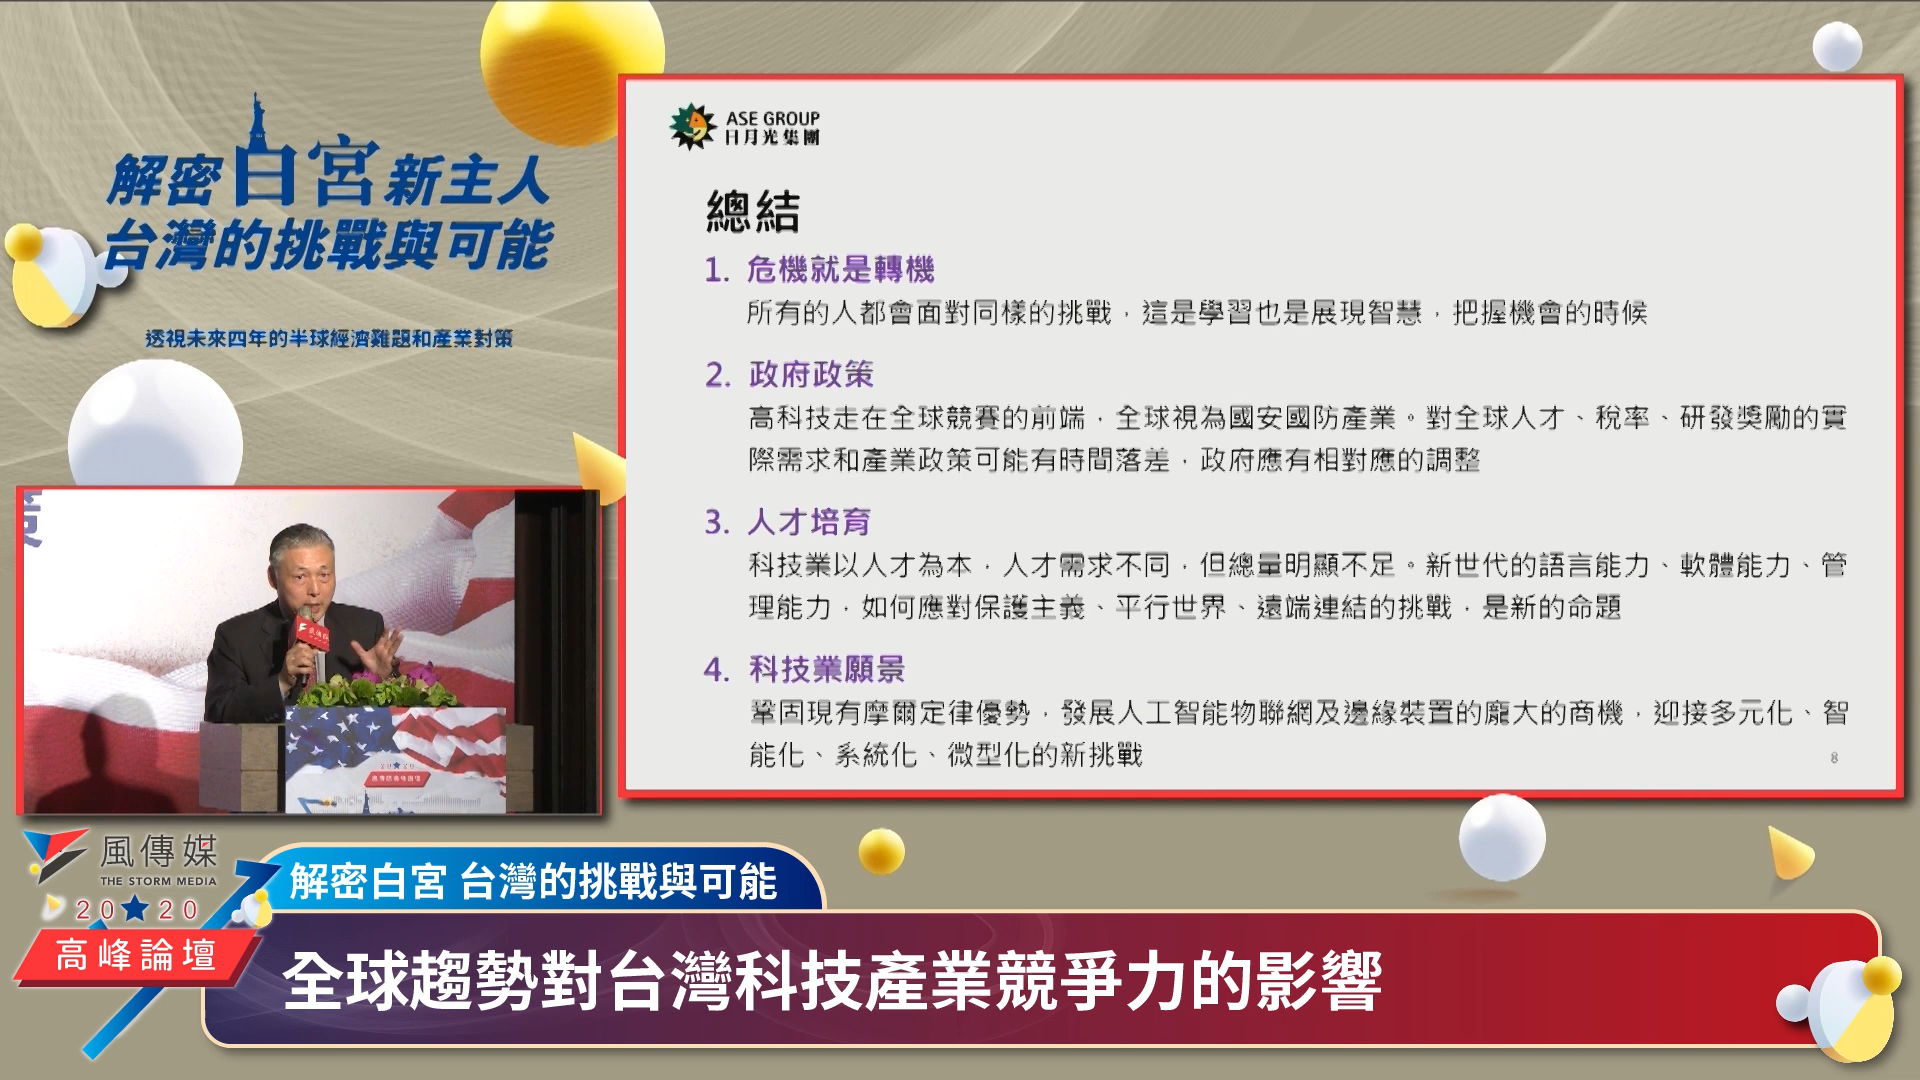 解密白宮新主人
台灣的挑戰與可能
透視未來四年的半球經濟難題和產業對策
ASE GROUP
日月光集團
總結
1. 危機就是轉機
所有的人都會面對同樣的挑戰，這是學習也是展現智慧，把握機會的時候
2. 政府政策
高科技走在全球競賽的前端，全球視為國安國防產業。對全球人才、稅率、研發獎勵的實
際需求和產業政策可能有時間落差，政府應有相對應的調整
3. 人才培育
科技業以人才為本，人才需求不同，但總量明顯不足。新世代的語言能力、軟體能力、管
理能力，如何應對保護主義、平行世界、遠端連結的挑戰，是新的命題
4. 科技業願景
鞏固現有摩爾定律優勢，發展人工智能物聯網及邊緣裝置的龐大的商機，迎接多元化、智
能化、系統化、微型化的新挑戰
8
策
風傳媒
THE STORM MEDIA
2020
高峰論壇
解密白宮 台灣的挑戰與可能
全球趨勢對台灣科技產業競爭力的影響